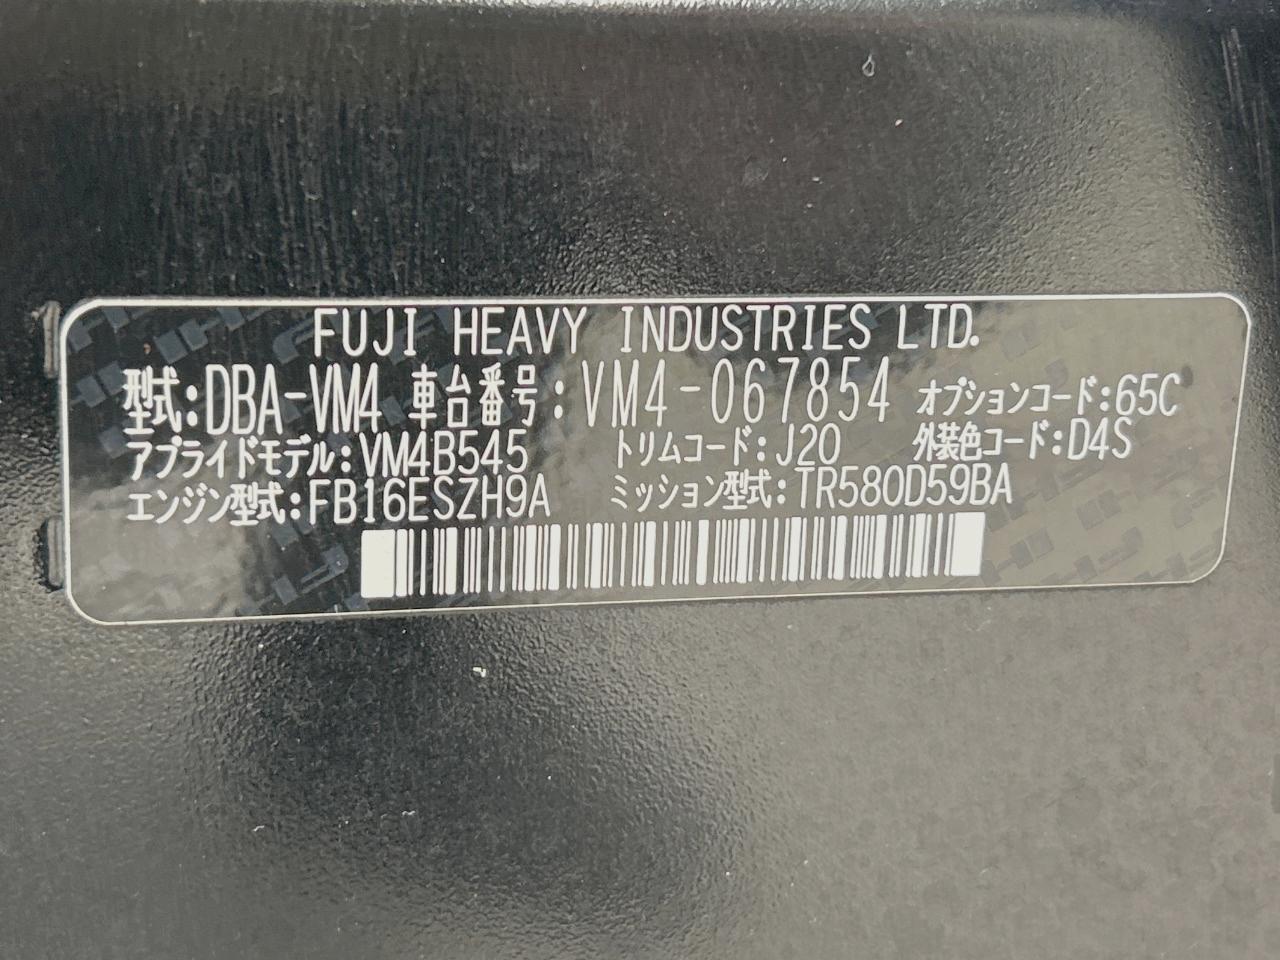 FUJI HEAVY INDUSTRIES LTD.
型式:DBA-VM4 車台番号:VM4-067854 オプションコード:65C
アプライドモデル:VM4B545 トリムコード:J20 外装色コード:D4S
エンジン型式:FB16ESZH9A ミッション型式:TR580D59BA